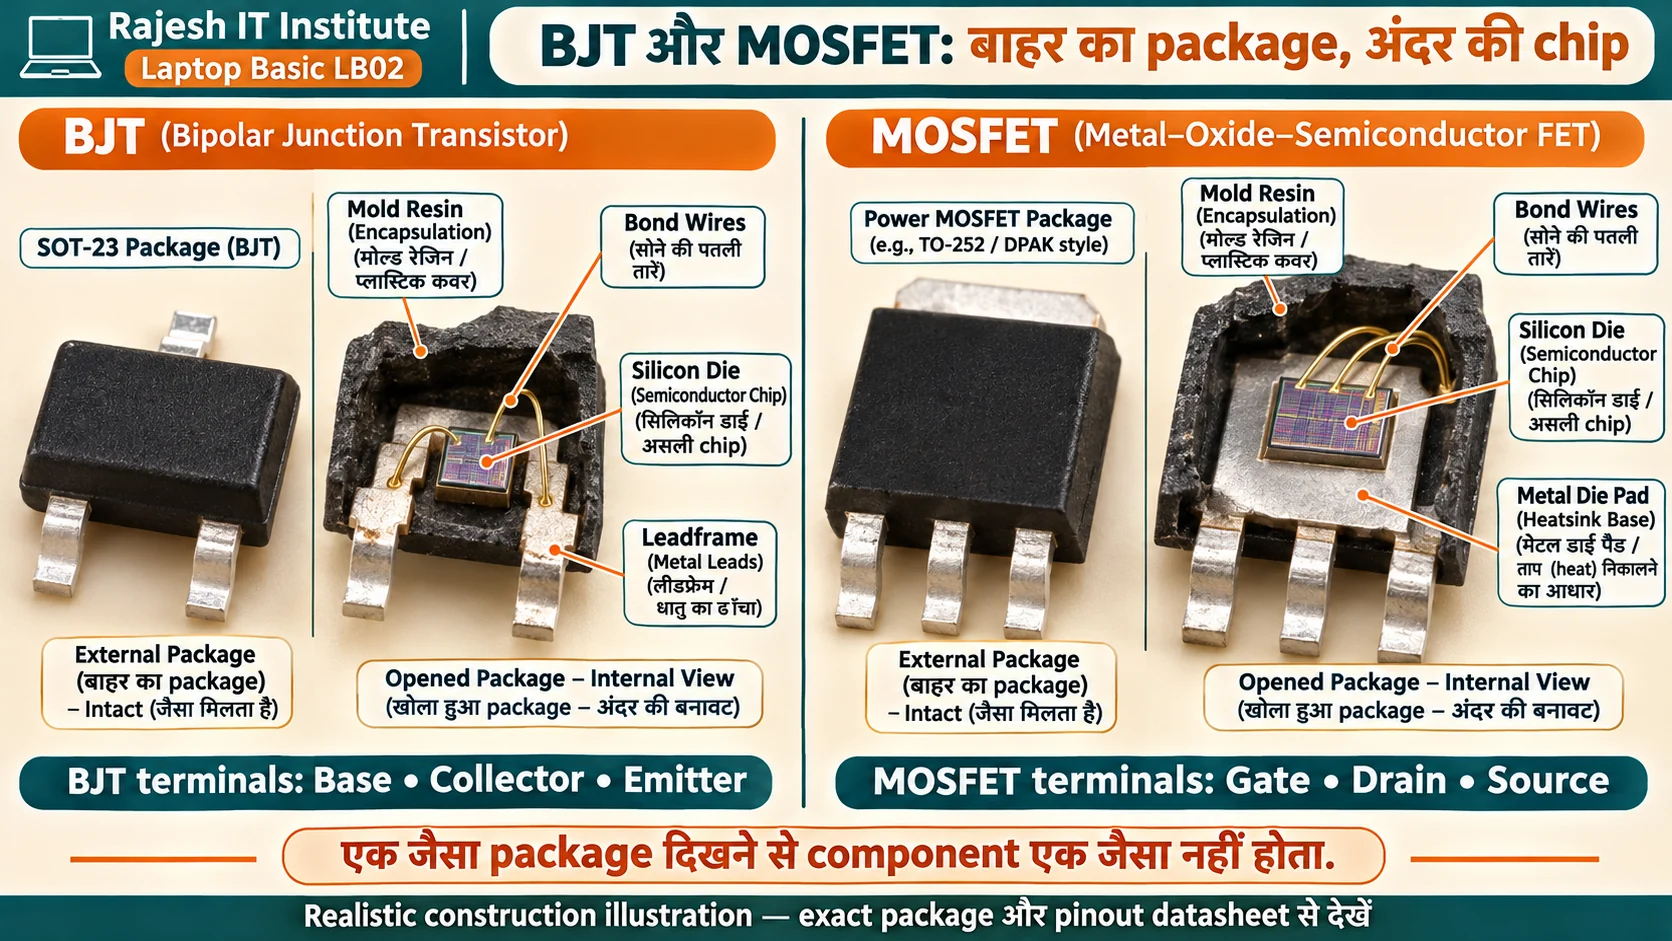 Rajesh IT Institute
Laptop Basic LB02
BJT और MOSFET: बाहर का package, अंदर की chip
BJT (Bipolar Junction Transistor)
SOT-23 Package (BJT)
Mold Resin
(Encapsulation)
(मोल्ड रेजिन /
प्लास्टिक कवर)
Bond Wires
(सोने की पतली
तारें)
Silicon Die
(Semiconductor Chip)
(सिलिकॉन डाई /
असली chip)
Leadframe
(Metal Leads)
(लीडफ्रेम /
धातु का ढाँचा)
External Package
(बाहर का package)
– Intact (जैसा मिलता है)
Opened Package – Internal View
(खोला हुआ package – अंदर की बनावट)
BJT terminals: Base • Collector • Emitter
MOSFET (Metal–Oxide–Semiconductor FET)
Power MOSFET Package
(e.g., TO-252 / DPAK style)
Mold Resin
(Encapsulation)
(मोल्ड रेजिन /
प्लास्टिक कवर)
Bond Wires
(सोने की पतली
तारें)
Silicon Die
(Semiconductor
Chip)
(सिलिकॉन डाई /
असली chip)
Metal Die Pad
(Heatsink Base)
(मेटल डाई पैड /
ताप (heat) निकालने
का आधार)
External Package
(बाहर का package)
– Intact (जैसा मिलता है)
Opened Package – Internal View
(खोला हुआ package – अंदर की बनावट)
MOSFET terminals: Gate • Drain • Source
एक जैसा package दिखने से component एक जैसा नहीं होता.
Realistic construction illustration — exact package और pinout datasheet से देखें